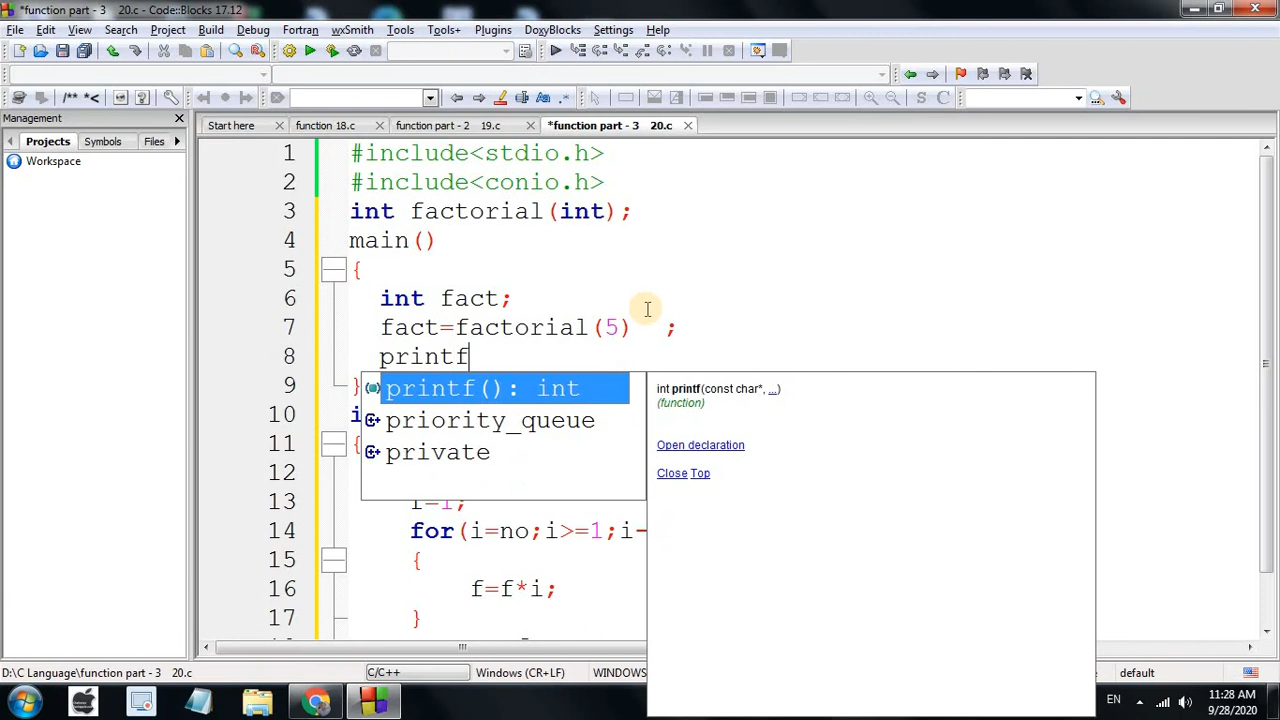 *function part - 3    20.c - Code::Blocks 17.12
File Edit View Search Project Build Debug Fortran wxSmith Tools Tools+ Plugins DoxyBlocks Settings Help
/** *<
S C
Management
Projects Symbols Files
Workspace
Start here function 18.c function part - 2    19.c *function part - 3    20.c
1 #include<stdio.h>
2 #include<conio.h>
3 int factorial(int);
4 main()
5 {
6 int fact;
7 fact=factorial(5)  ;
8 printf
9 }
10
11 {
12
13
14 for(i=no;i>=1;i-
15 {
16 f=f*i;
17 }
printf(): int
priority_queue
private
int printf(const char*, ...)
(function)
Open declaration
Close Top
D:\C Language\function part - 3    20.c C/C++ Windows (CR+LF) WINDOWS default
EN 11:28 AM
9/28/2020